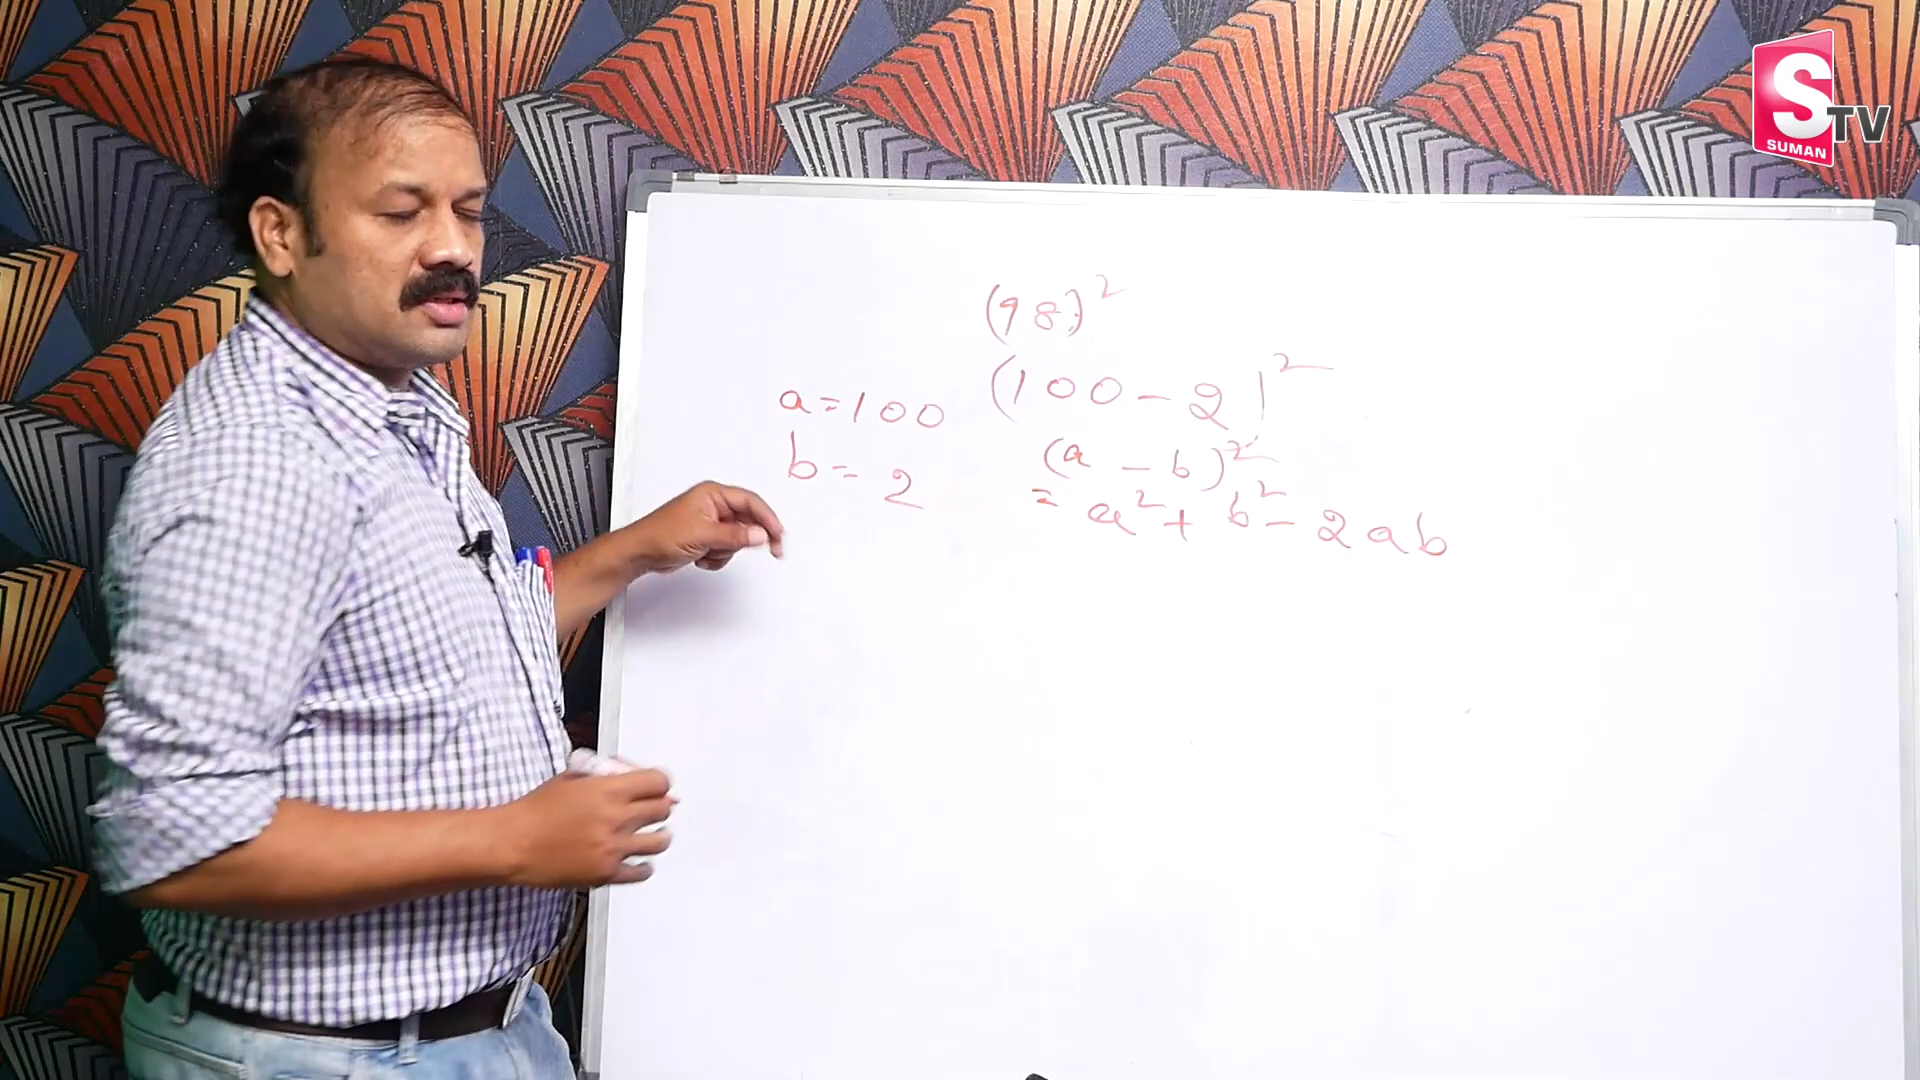 (98)²
(100-2)²
a=100
b=2
(a-b)²
= a²+b²-2ab
S TV
SUMAN